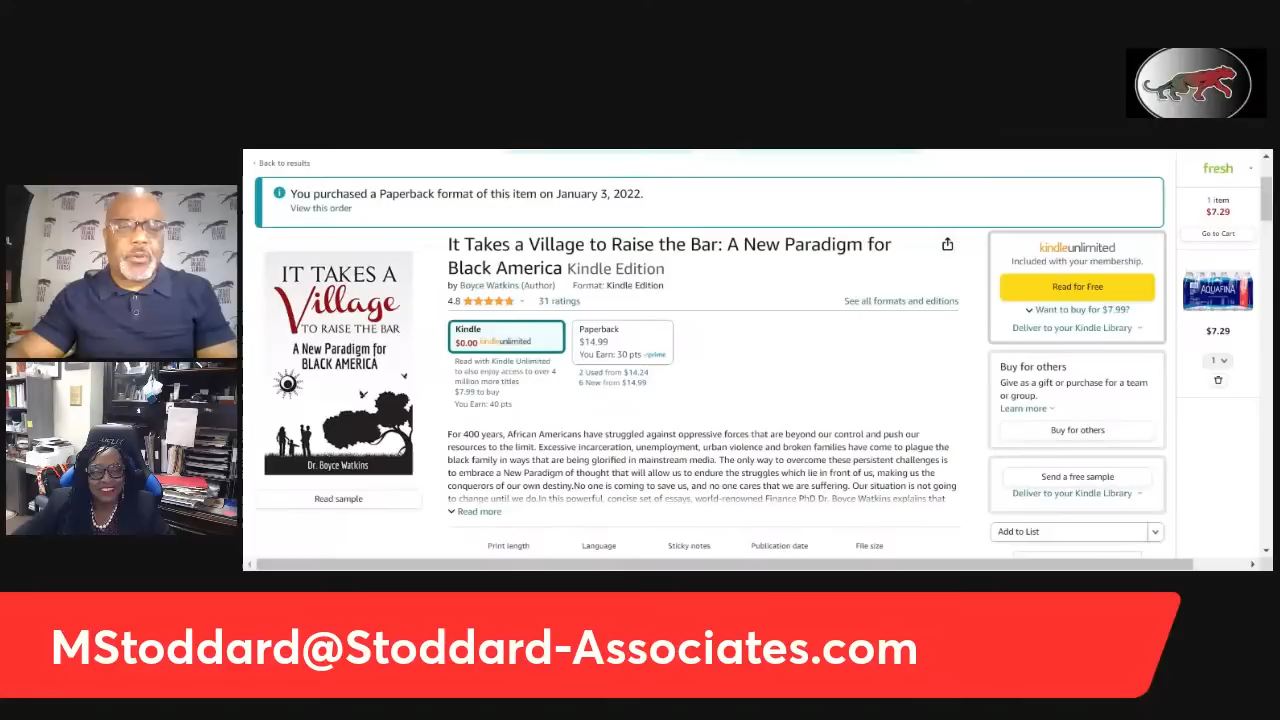 Back to results
You purchased a Paperback format of this item on January 3, 2022.
View this order
IT TAKES A
Village
TO RAISE THE BAR
A New Paradigm for
BLACK AMERICA
Dr. Boyce Watkins
Read sample
It Takes a Village to Raise the Bar: A New Paradigm for
Black America Kindle Edition
by Boyce Watkins (Author) Format: Kindle Edition
4.8 31 ratings
See all formats and editions
Kindle
$0.00 kindleunlimited
Read with Kindle Unlimited
to also enjoy access to over 4
million more titles
$7.99 to buy
You Earn: 40 pts
Paperback
$14.99
You Earn: 30 pts prime
2 Used from $14.24
6 New from $14.99
For 400 years, African Americans have struggled against oppressive forces that are beyond our control and push our
resources to the limit. Excessive incarceration, unemployment, urban violence and broken families have come to plague the
black family in ways that are being glorified in mainstream media. The only way to overcome these persistent challenges is
to embrace a New Paradigm of thought that will allow us to endure the struggles which lie in front of us, making us the
conquerors of our own destiny.No one is coming to save us, and no one cares that we are suffering. Our situation is not going
to change until we do.In this powerful, concise set of essays, world-renowned Finance PhD Dr. Boyce Watkins explains that
Read more
Print length Language Sticky notes Publication date File size
kindleunlimited
Included with your membership.
Read for Free
Want to buy for $7.99?
Deliver to your Kindle Library
Buy for others
Give as a gift or purchase for a team
or group.
Learn more
Buy for others
Send a free sample
Deliver to your Kindle Library
Add to List
fresh
1 item
$7.29
Go to Cart
AQUAFINA
$7.29
1
MStoddard@Stoddard-Associates.com